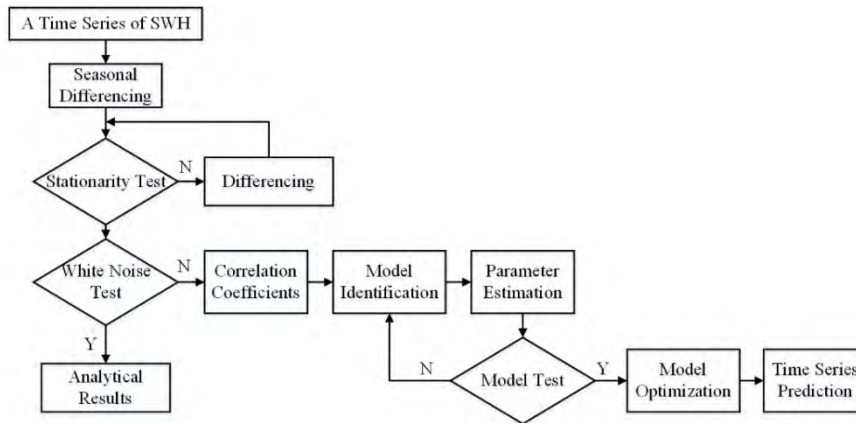 A Time Series of SWH
Seasonal
Differencing
Stationarity Test
N
Differencing
White Noise
Test
N
Correlation
Coefficients
Model
Identification
Parameter
Estimation
Y
Analytical
Results
N
Model Test
Y
Model
Optimization
Time Series
Prediction